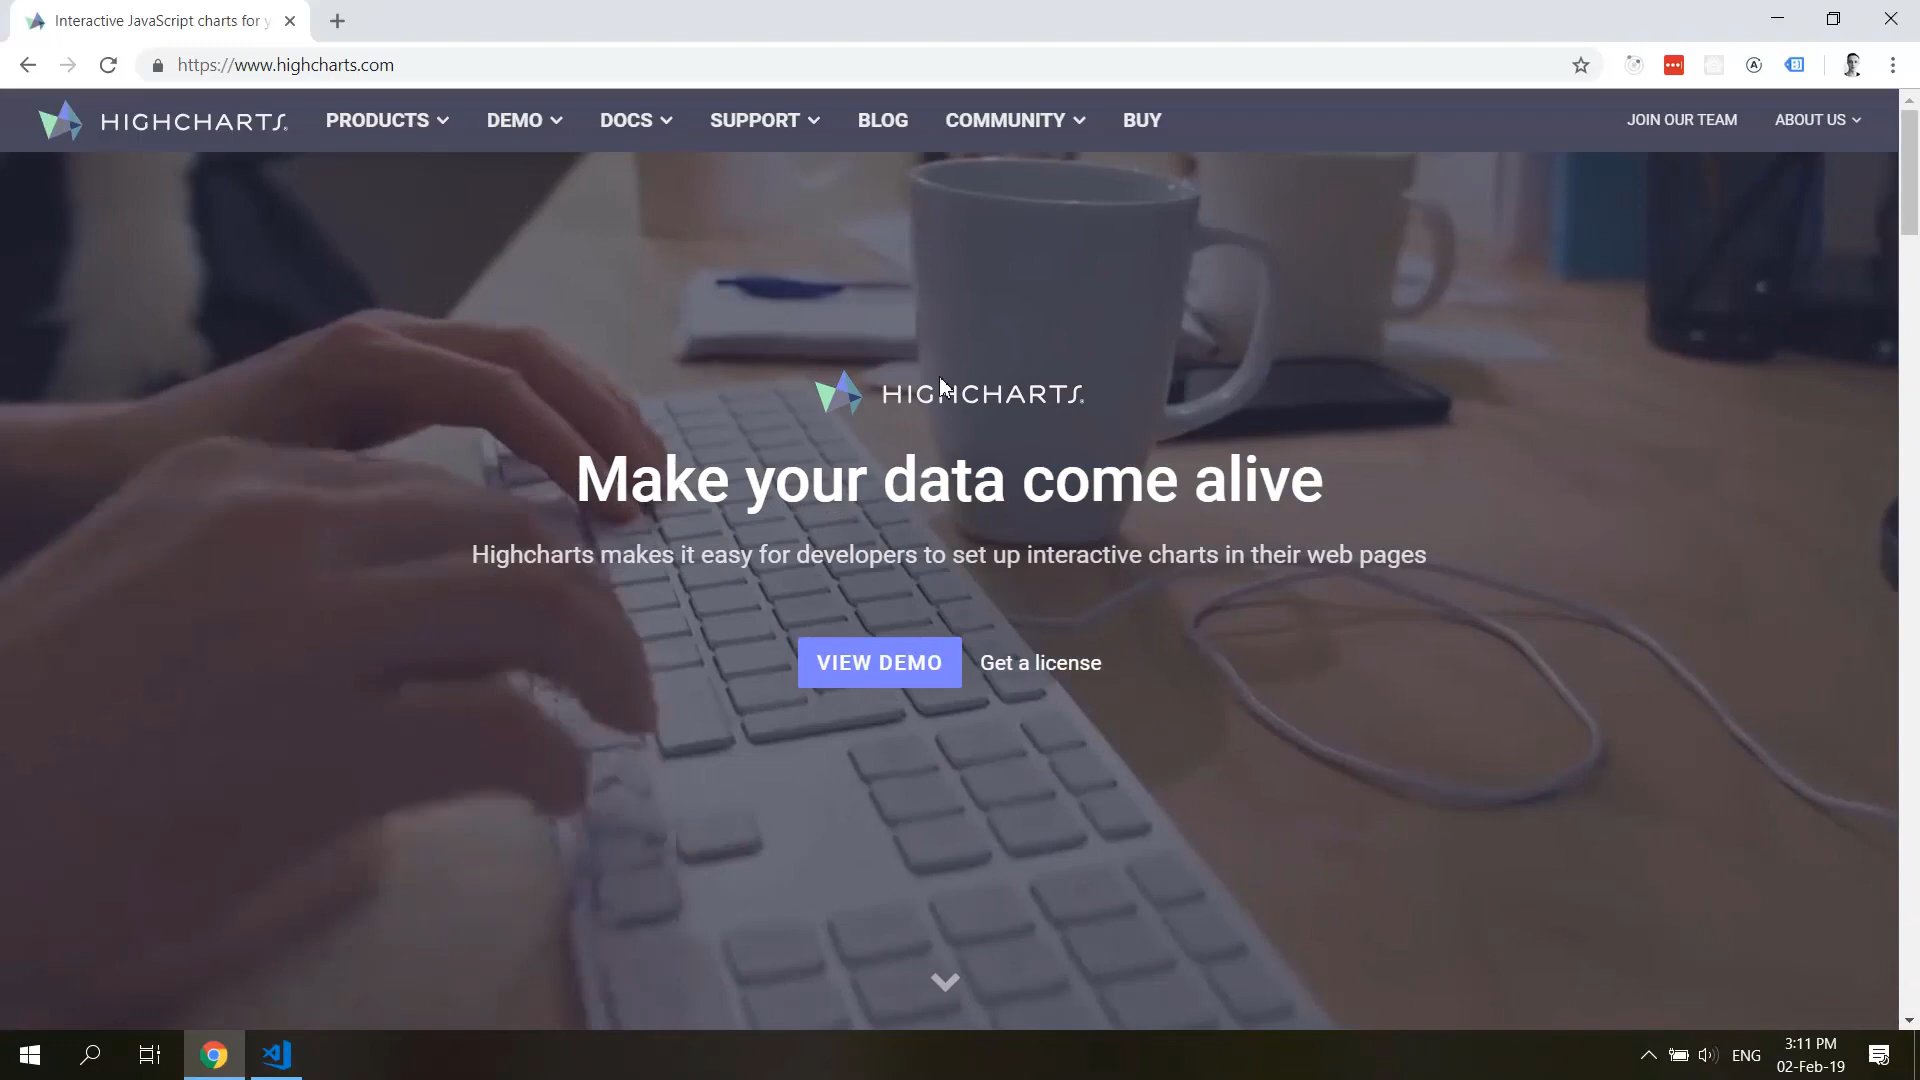 Interactive JavaScript charts for y
https://www.highcharts.com
HIGHCHARTS®
PRODUCTS
DEMO
DOCS
SUPPORT
BLOG
COMMUNITY
BUY
JOIN OUR TEAM
ABOUT US
HIGHCHARTS®
Make your data come alive
Highcharts makes it easy for developers to set up interactive charts in their web pages
VIEW DEMO
Get a license
ENG
3:11 PM
02-Feb-19